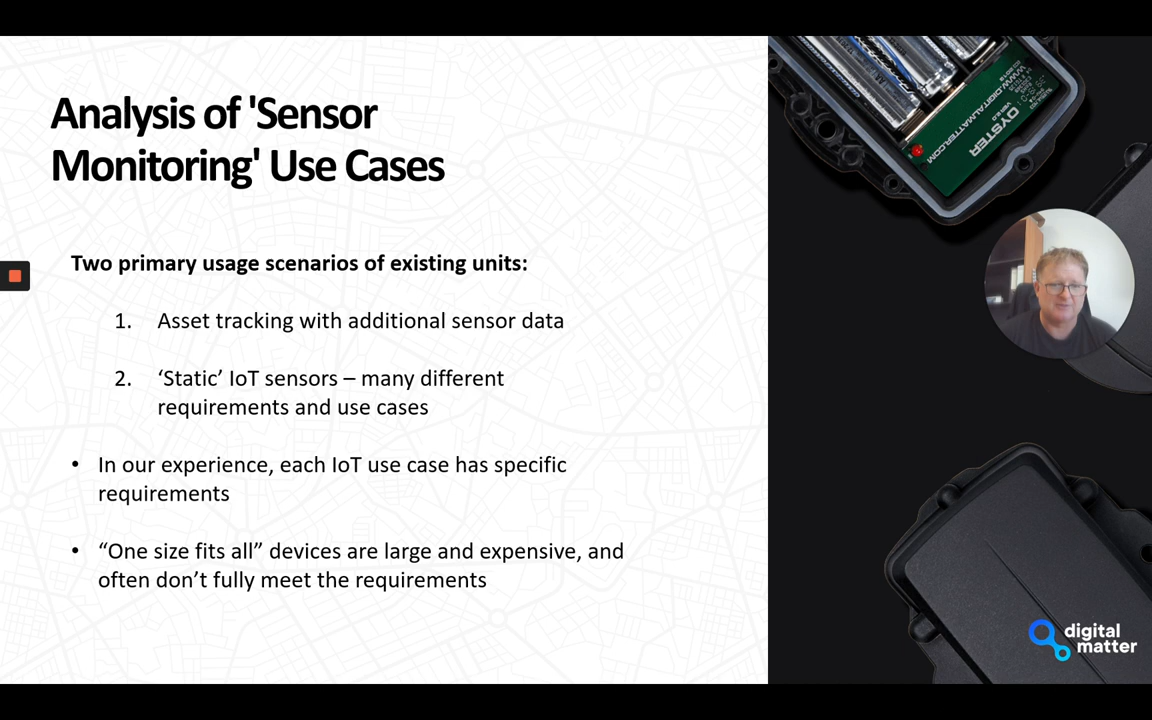 Analysis of 'Sensor
Monitoring' Use Cases
Two primary usage scenarios of existing units:
1. Asset tracking with additional sensor data
2. ‘Static’ IoT sensors – many different
requirements and use cases
• In our experience, each IoT use case has specific
requirements
• “One size fits all” devices are large and expensive, and
often don’t fully meet the requirements
OYSTER
WWW.DIGITALMATTER.COM
digital
matter